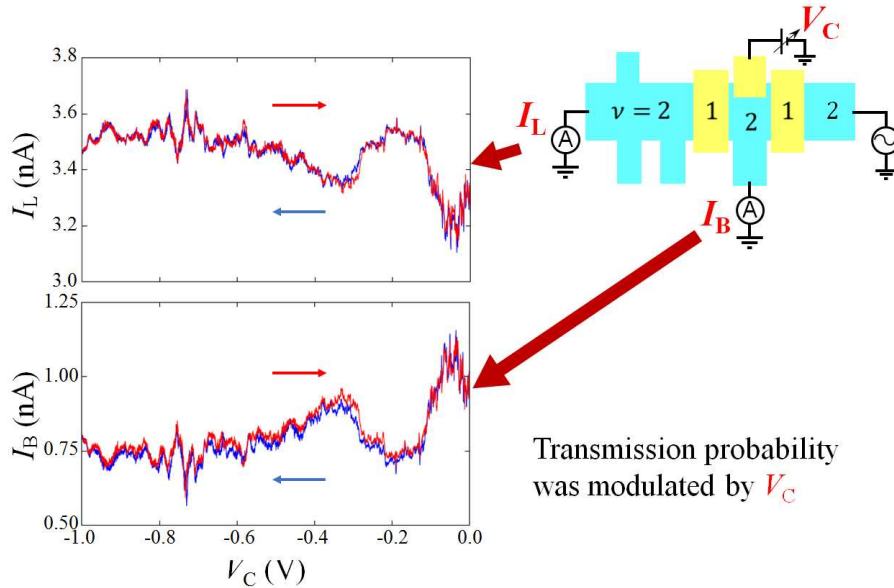 3.8
3.6
3.4
3.2
3.0
I_L (nA)
1.25
1.00
0.75
0.50
I_B (nA)
-1.0
-0.8
-0.6
-0.4
-0.2
0.0
V_C (V)
V_C
I_L
A
ν = 2
1
2
1
2
I_B
A
Transmission probability
was modulated by V_C